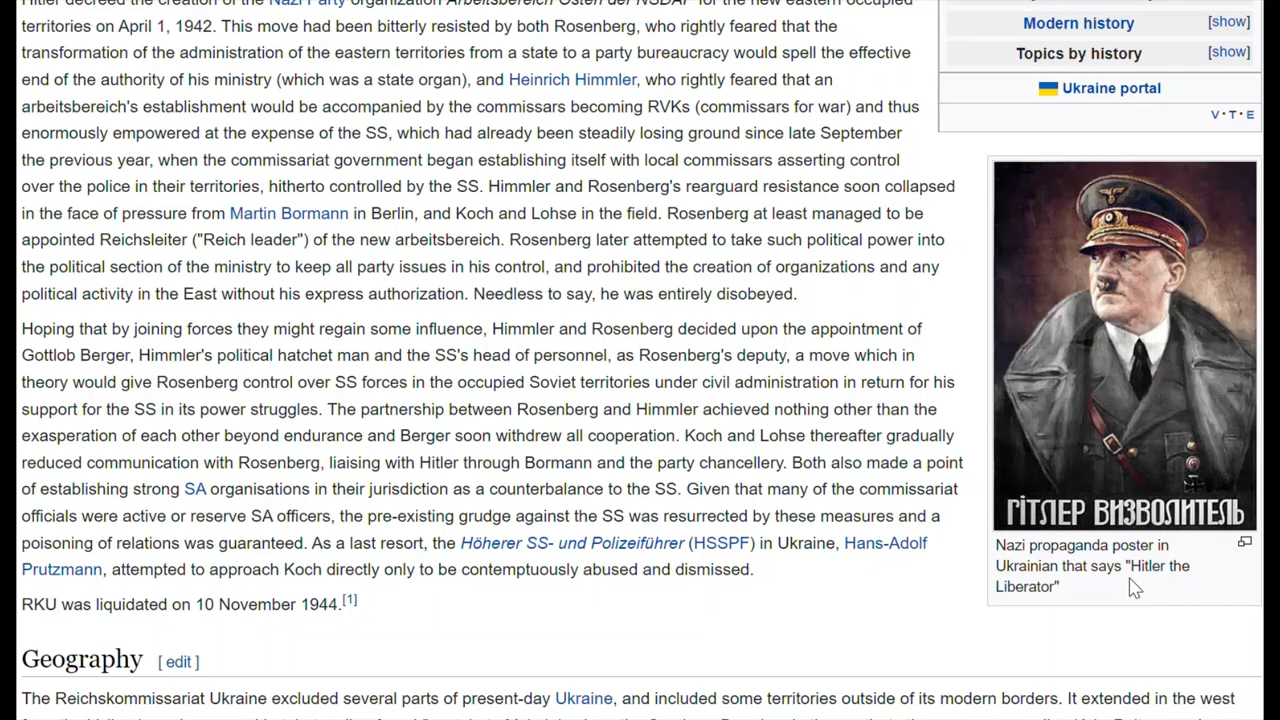 Hitler decreed the creation of the Nazi Party organization Arbeitsbereich Osten der NSDAP for the new eastern occupied
territories on April 1, 1942. This move had been bitterly resisted by both Rosenberg, who rightly feared that the
transformation of the administration of the eastern territories from a state to a party bureaucracy would spell the effective
end of the authority of his ministry (which was a state organ), and Heinrich Himmler, who rightly feared that an
arbeitsbereich's establishment would be accompanied by the commissars becoming RVKs (commissars for war) and thus
enormously empowered at the expense of the SS, which had already been steadily losing ground since late September
the previous year, when the commissariat government began establishing itself with local commissars asserting control
over the police in their territories, hitherto controlled by the SS. Himmler and Rosenberg's rearguard resistance soon collapsed
in the face of pressure from Martin Bormann in Berlin, and Koch and Lohse in the field. Rosenberg at least managed to be
appointed Reichsleiter ("Reich leader") of the new arbeitsbereich. Rosenberg later attempted to take such political power into
the political section of the ministry to keep all party issues in his control, and prohibited the creation of organizations and any
political activity in the East without his express authorization. Needless to say, he was entirely disobeyed.
Hoping that by joining forces they might regain some influence, Himmler and Rosenberg decided upon the appointment of
Gottlob Berger, Himmler's political hatchet man and the SS's head of personnel, as Rosenberg's deputy, a move which in
theory would give Rosenberg control over SS forces in the occupied Soviet territories under civil administration in return for his
support for the SS in its power struggles. The partnership between Rosenberg and Himmler achieved nothing other than the
exasperation of each other beyond endurance and Berger soon withdrew all cooperation. Koch and Lohse thereafter gradually
reduced communication with Rosenberg, liaising with Hitler through Bormann and the party chancellery. Both also made a point
of establishing strong SA organisations in their jurisdiction as a counterbalance to the SS. Given that many of the commissariat
officials were active or reserve SA officers, the pre-existing grudge against the SS was resurrected by these measures and a
poisoning of relations was guaranteed. As a last resort, the Höherer SS- und Polizeiführer (HSSPF) in Ukraine, Hans-Adolf
Prutzmann, attempted to approach Koch directly only to be contemptuously abused and dismissed.
RKU was liquidated on 10 November 1944.[1]
Geography [ edit ]
The Reichskommissariat Ukraine excluded several parts of present-day Ukraine, and included some territories outside of its modern borders. It extended in the west
Modern history [show]
Topics by history [show]
Ukraine portal
V · T · E
ГІТЛЕР ВИЗВОЛИТЕЛЬ
Nazi propaganda poster in
Ukrainian that says "Hitler the
Liberator"